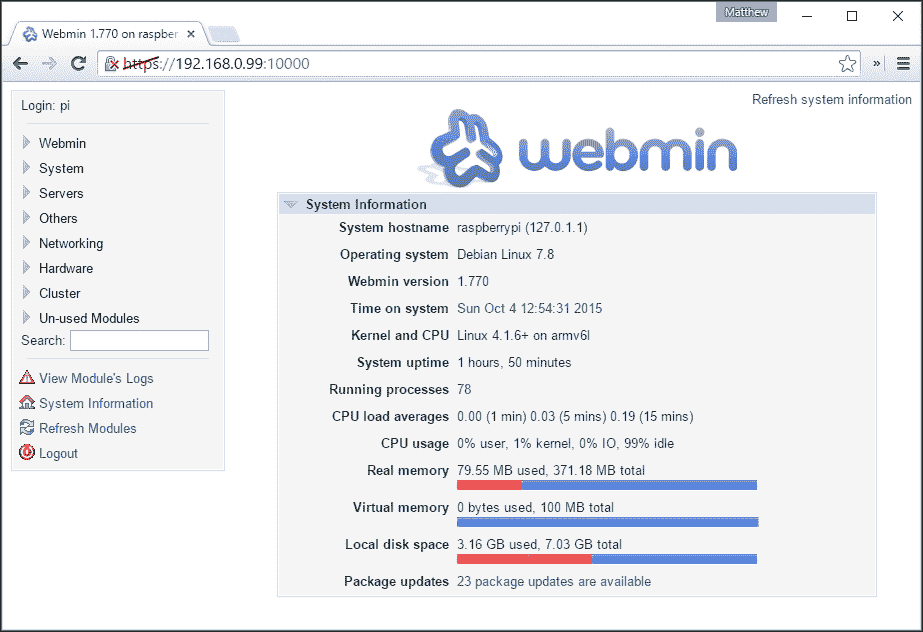 Matthew
Webmin 1.770 on raspber
https://192.168.0.99:10000
Login: pi
Webmin
System
Servers
Others
Networking
Hardware
Cluster
Un-used Modules
Search:
View Module's Logs
System Information
Refresh Modules
Logout
Refresh system information
webmin
System Information
System hostname raspberrypi (127.0.1.1)
Operating system Debian Linux 7.8
Webmin version 1.770
Time on system Sun Oct 4 12:54:31 2015
Kernel and CPU Linux 4.1.6+ on armv6l
System uptime 1 hours, 50 minutes
Running processes 78
CPU load averages 0.00 (1 min) 0.03 (5 mins) 0.19 (15 mins)
CPU usage 0% user, 1% kernel, 0% IO, 99% idle
Real memory 79.55 MB used, 371.18 MB total
Virtual memory 0 bytes used, 100 MB total
Local disk space 3.16 GB used, 7.03 GB total
Package updates 23 package updates are available